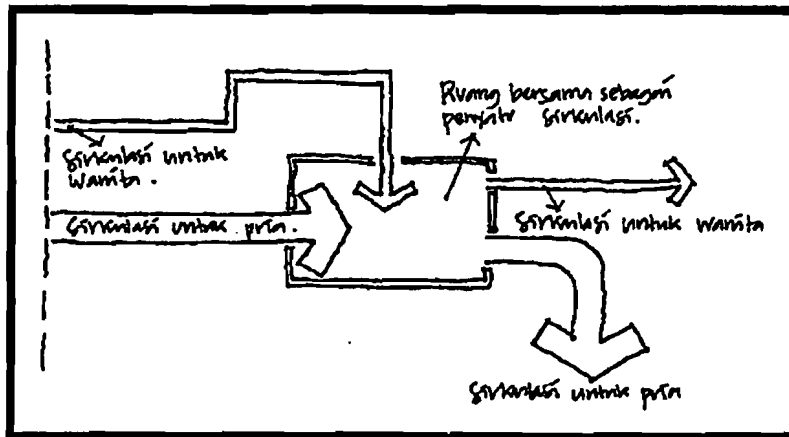 Ruang bersama sebagai
penyatu sirkulasi.
sirkulasi untuk
wanita.
sirkulasi untuk pria.
sirkulasi untuk wanita
sirkulasi untuk pria